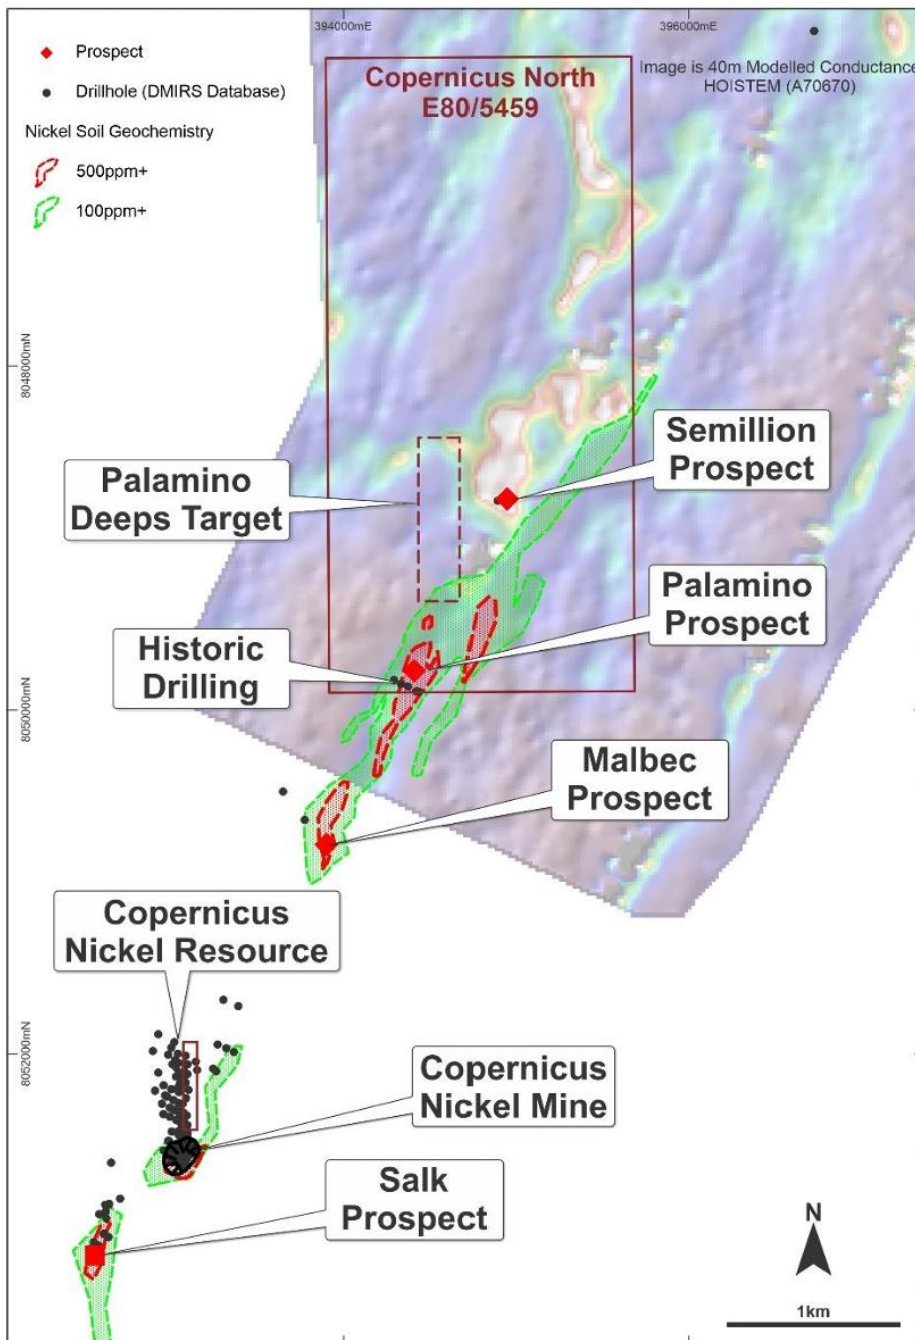 394000mE
396000mE
Prospect
Drillhole (DMIRS Database)
Nickel Soil Geochemistry
500ppm+
100ppm+
Copernicus North
E80/5459
Image is 40m Modelled Conductance
HOISTEM (A70670)
8048000mN
Semillion
Prospect
Palamino
Deeps Target
Palamino
Prospect
Historic
Drilling
8050000mN
Malbec
Prospect
Copernicus
Nickel Resource
8052000mN
Copernicus
Nickel Mine
Salk
Prospect
N
1km